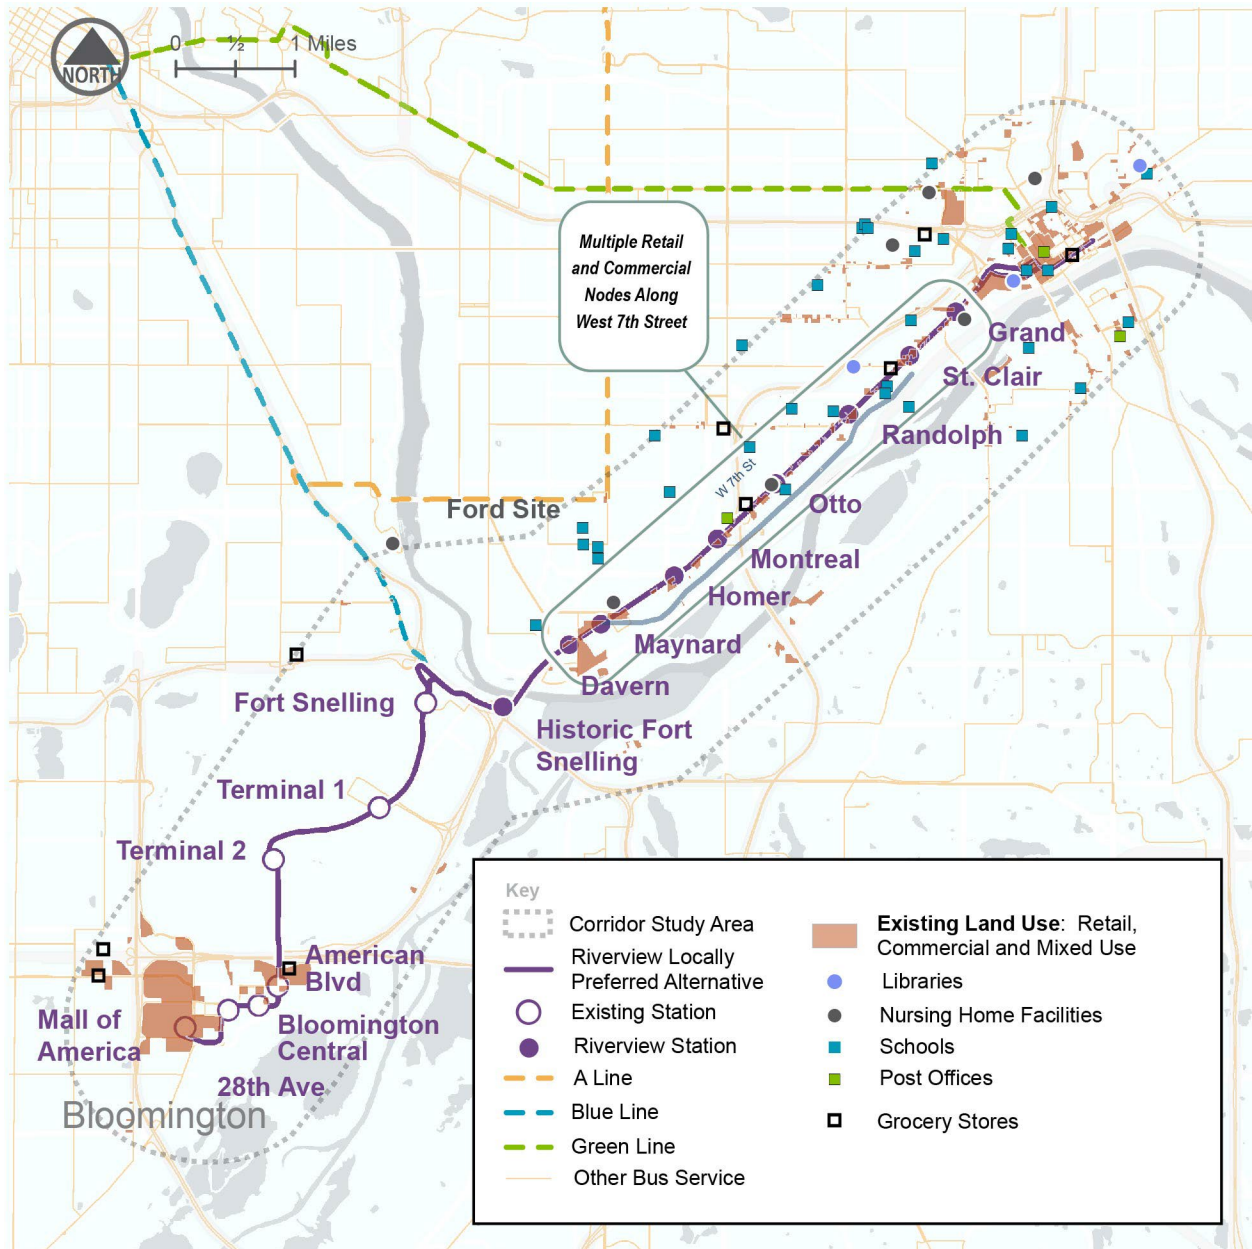 NORTH
0 ½ 1 Miles
Multiple Retail
and Commercial
Nodes Along
West 7th Street
Grand
St. Clair
Randolph
W 7th St
Otto
Ford Site
Montreal
Homer
Maynard
Davern
Fort Snelling
Historic Fort
Snelling
Terminal 1
Terminal 2
American
Blvd
Mall of
America
Bloomington
Central
28th Ave
Bloomington
Key
Corridor Study Area
Riverview Locally
Preferred Alternative
Existing Station
Riverview Station
A Line
Blue Line
Green Line
Other Bus Service
Existing Land Use: Retail,
Commercial and Mixed Use
Libraries
Nursing Home Facilities
Schools
Post Offices
Grocery Stores